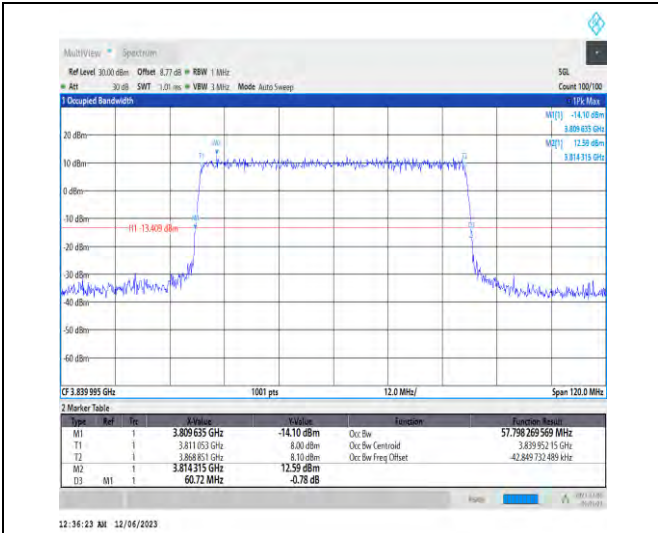 MultiView Spectrum
Ref Level 30.00 dBm Offset 8.77 dB RBW 1 MHz SGL
Att 30 dB SWT 1.01 ms VBW 3 MHz Mode Auto Sweep Count 100/100
1 Occupied Bandwidth 1Pk Max
M1[1] -14.10 dBm
3.809 635 GHz
M2[1] 12.59 dBm
3.814 315 GHz
20 dBm
M2
T1 T2
10 dBm
0 dBm
-10 dBm
M1
H1 -13.409 dBm
D3
-30 dBm
-40 dBm
-50 dBm
-60 dBm
CF 3.839 995 GHz 1001 pts 12.0 MHz/ Span 120.0 MHz
2 Marker Table
Type Ref Trc X-Value Y-Value Function Function Result
M1 1 3.809 635 GHz -14.10 dBm Occ Bw 57.798 269 569 MHz
T1 1 3.811 053 GHz 8.00 dBm Occ Bw Centroid 3.839 952 15 GHz
T2 1 3.868 851 GHz 8.10 dBm Occ Bw Freq Offset -42.849 732 489 kHz
M2 1 3.814 315 GHz 12.59 dBm
D3 M1 1 60.72 MHz -0.78 dB
12:36:23 AM 12/06/2023